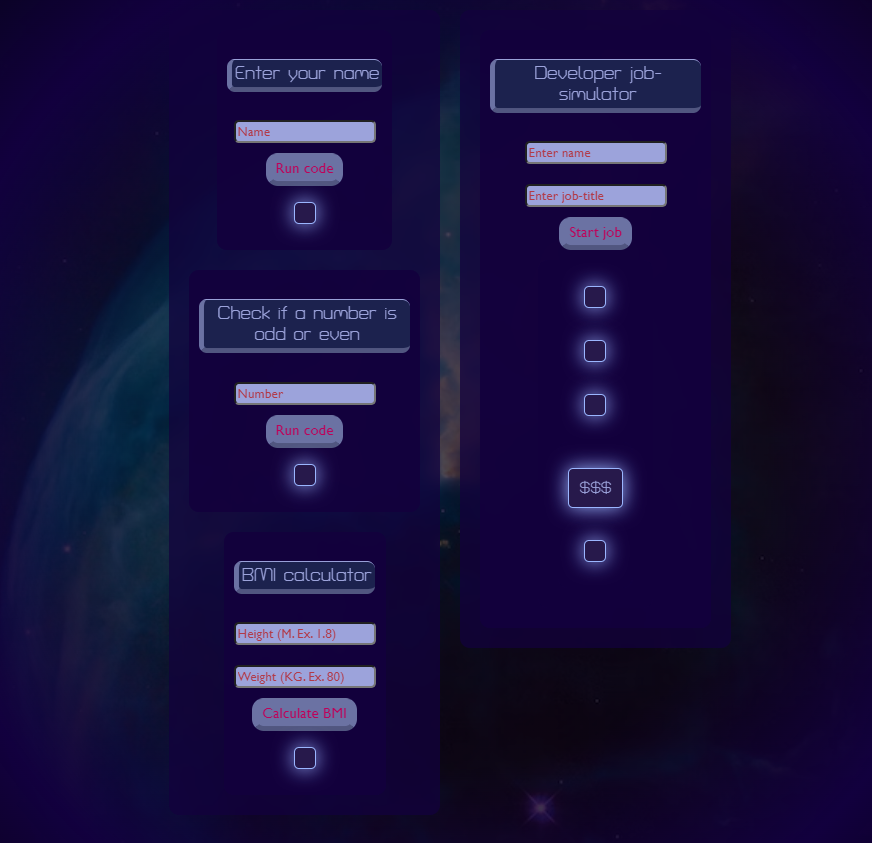 Enter your name
Name
Run code
Check if a number is
odd or even
Number
Run code
BMI calculator
Height (M. Ex. 1.8)
Weight (KG. Ex. 80)
Calculate BMI
Developer job-
simulator
Enter name
Enter job-title
Start job
$$$